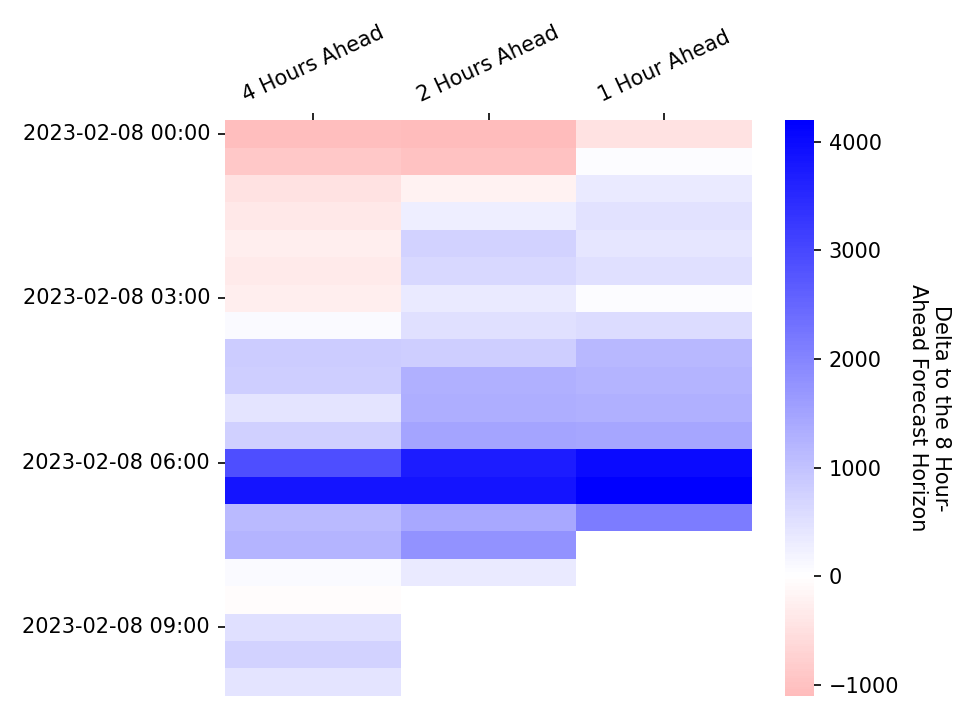 4 Hours Ahead
2 Hours Ahead
1 Hour Ahead
2023-02-08 00:00
2023-02-08 03:00
2023-02-08 06:00
2023-02-08 09:00
4000
3000
2000
1000
0
−1000
Delta to the 8 Hour-
Ahead Forecast Horizon